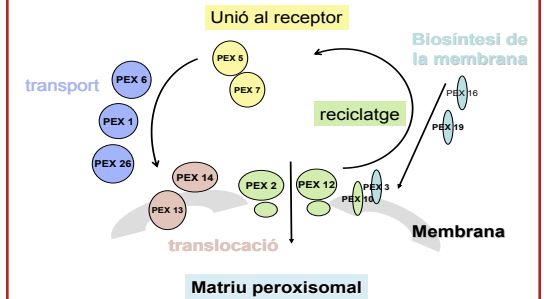 Unió al receptor
Biosíntesi de
la membrana
PEX 5
PEX 6
transport
PEX 7
PEX 16
PEX 1
reciclatge
PEX 19
PEX 26
PEX 14
PEX 2
PEX 12
PEX 3
PEX 10
PEX 13
Membrana
translocació
Matriu peroxisomal